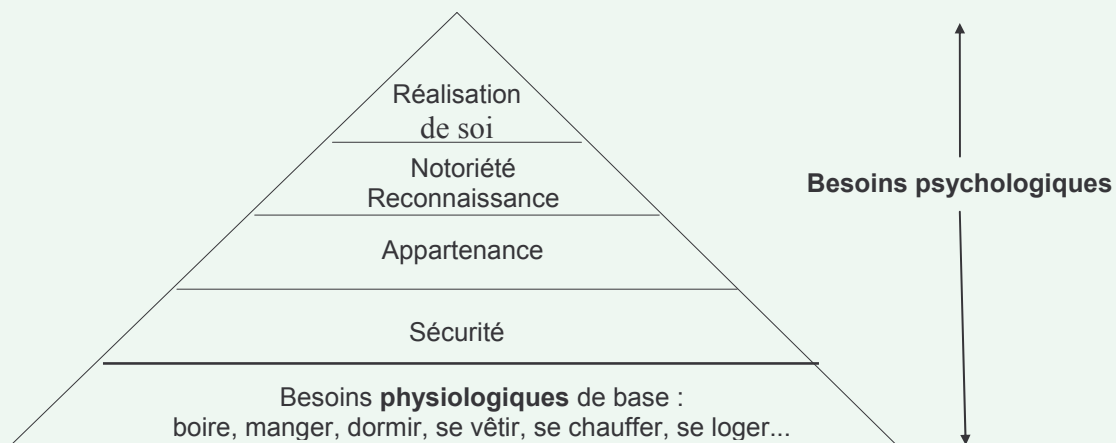 Réalisation
de soi
Notoriété
Reconnaissance
Besoins psychologiques
Appartenance
Sécurité
Besoins physiologiques de base :
boire, manger, dormir, se vêtir, se chauffer, se loger...